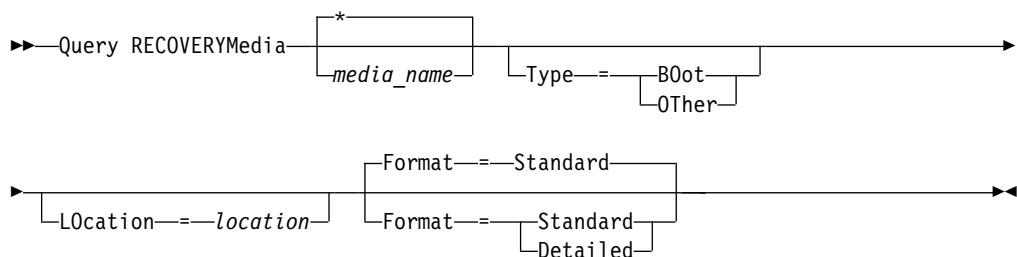 *
Query RECOVERYMedia
media_name
Type = BOot
OTher
LOcation = location
Format = Standard
Format = Standard
Detailed